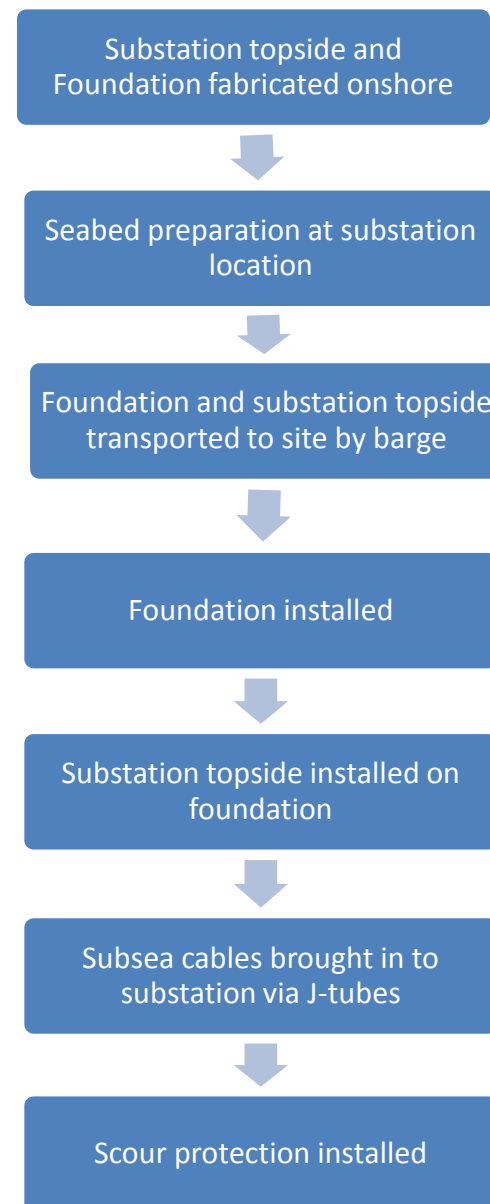 Substation topside and
Foundation fabricated onshore
Seabed preparation at substation
location
Foundation and substation topside
transported to site by barge
Foundation installed
Substation topside installed on
foundation
Subsea cables brought in to
substation via J-tubes
Scour protection installed